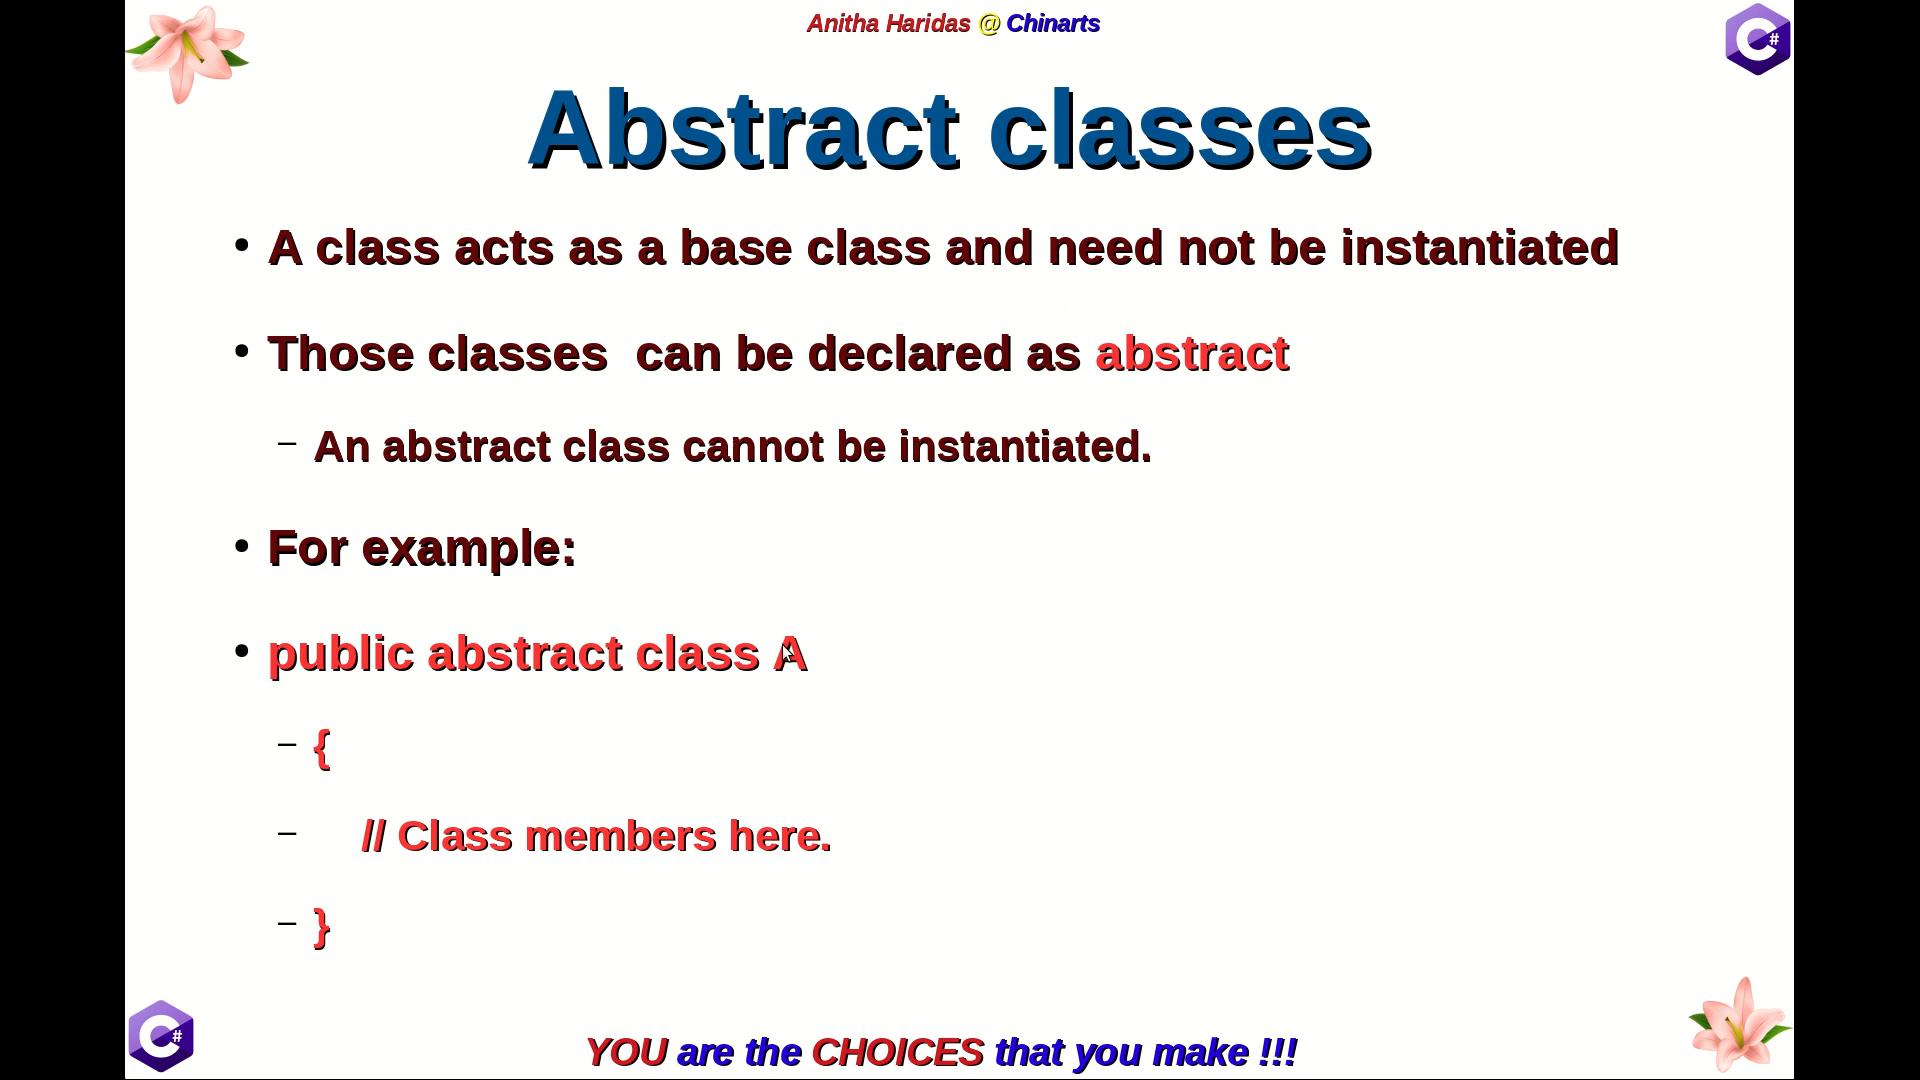 Anitha Haridas @ Chinarts
C#
Abstract classes
• A class acts as a base class and need not be instantiated
• Those classes  can be declared as abstract
– An abstract class cannot be instantiated.
• For example:
• public abstract class A
– {
– // Class members here.
– }
C#
YOU are the CHOICES that you make !!!